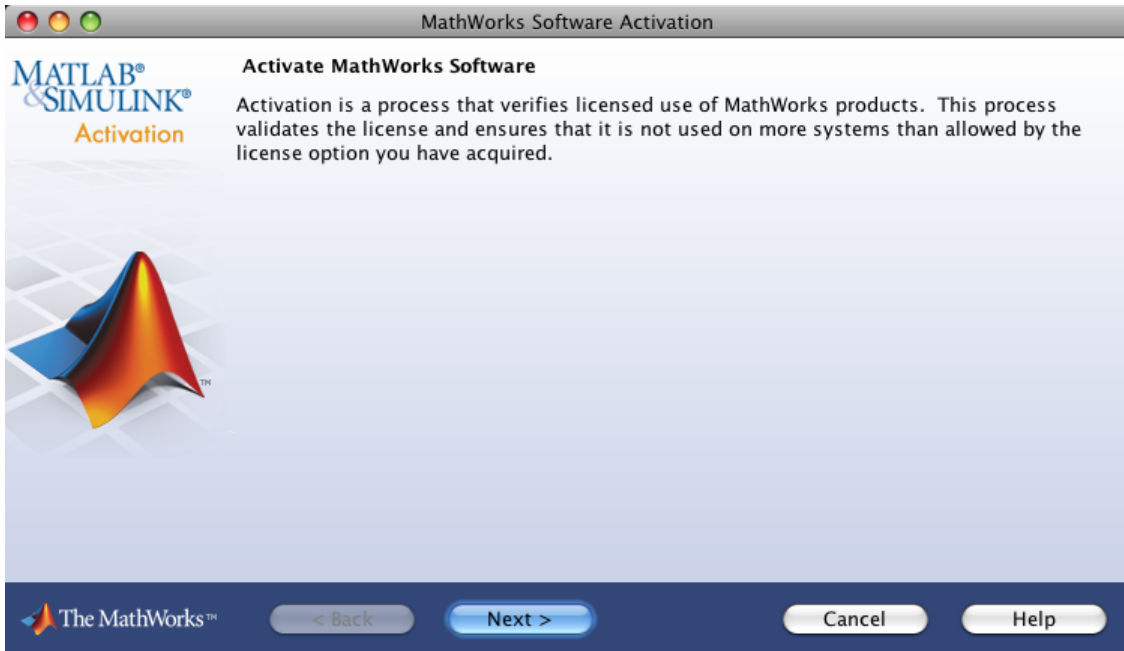 MathWorks Software Activation
MATLAB®
&SIMULINK®
Activation
Activate MathWorks Software
Activation is a process that verifies licensed use of MathWorks products.  This process
validates the license and ensures that it is not used on more systems than allowed by the
license option you have acquired.
TM
The MathWorks™
< Back
Next >
Cancel
Help